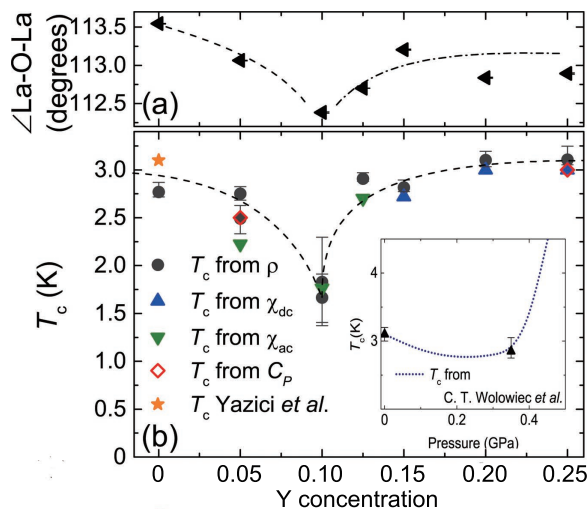 ∠La-O-La
(degrees)
113.5
113.0
112.5
(a)
T_c (K)
3.0
2.5
2.0
1.5
1.0
0.5
0
T_c from ρ
T_c from χ_dc
T_c from χ_ac
T_c from C_P
T_c Yazici et al.
(b)
T_c(K)
4
3
T_c from
C. T. Wolowiec et al.
0 0.2 0.4
Pressure (GPa)
0 0.05 0.10 0.15 0.20 0.25
Y concentration